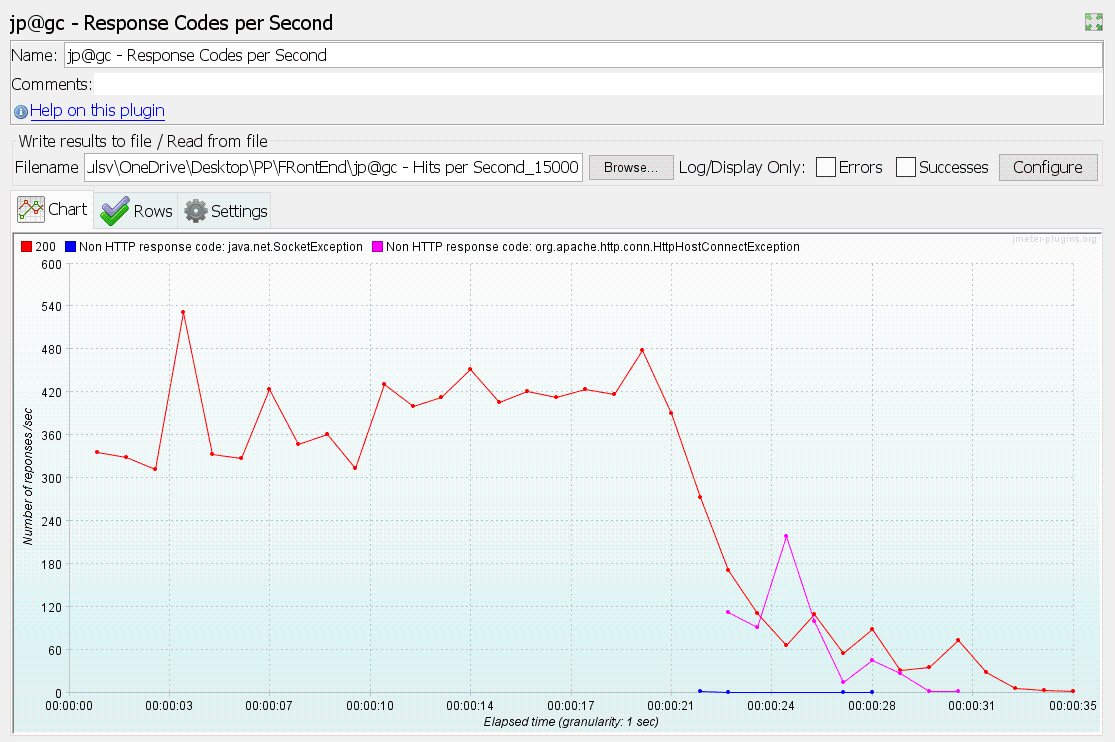 jp@gc - Response Codes per Second
Name: jp@gc - Response Codes per Second
Comments:
Help on this plugin
Write results to file / Read from file
Filename ulsv\OneDrive\Desktop\PP\FRontEnd\jp@gc - Hits per Second_15000 Browse... Log/Display Only: Errors Successes Configure
Chart Rows Settings
jmeter-plugins.org
200 Non HTTP response code: java.net.SocketException Non HTTP response code: org.apache.http.conn.HttpHostConnectException
600
540
480
420
360
300
240
180
120
60
0
Number of reponses /sec
00:00:00 00:00:03 00:00:07 00:00:10 00:00:14 00:00:17 00:00:21 00:00:24 00:00:28 00:00:31 00:00:35
Elapsed time (granularity: 1 sec)